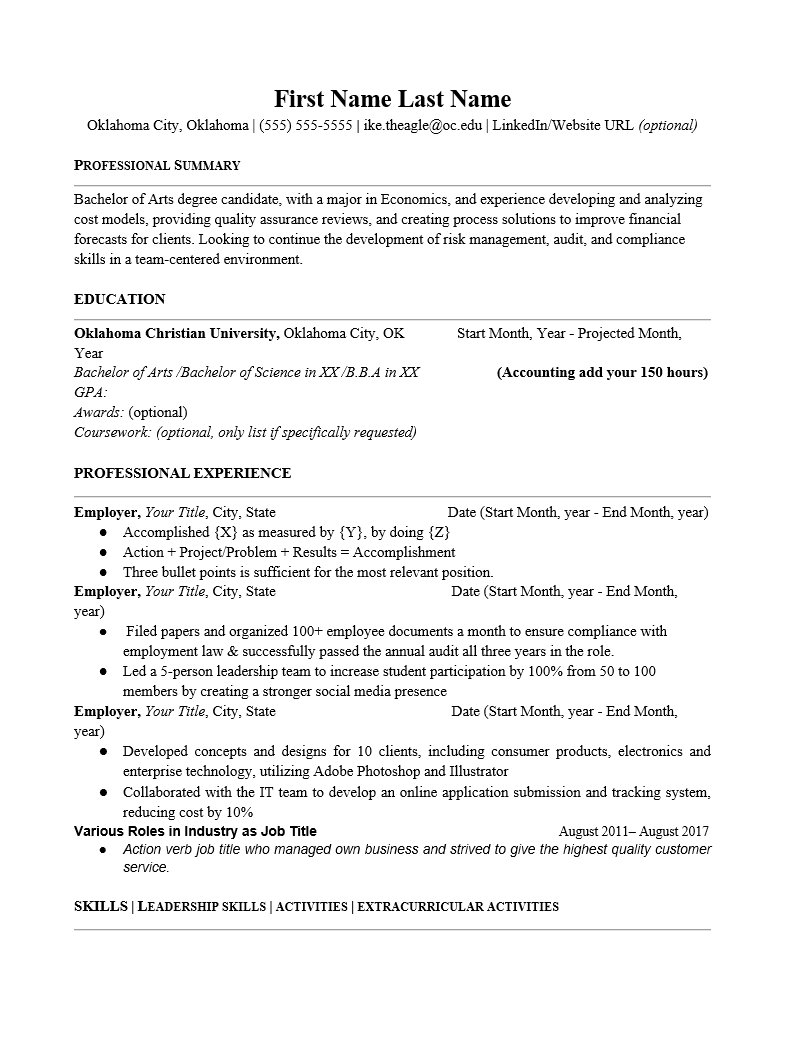 First Name Last Name
Oklahoma City, Oklahoma | (555) 555-5555 | ike.theagle@oc.edu | LinkedIn/Website URL (optional)
PROFESSIONAL SUMMARY
Bachelor of Arts degree candidate, with a major in Economics, and experience developing and analyzing
cost models, providing quality assurance reviews, and creating process solutions to improve financial
forecasts for clients. Looking to continue the development of risk management, audit, and compliance
skills in a team-centered environment.
EDUCATION
Oklahoma Christian University, Oklahoma City, OK Start Month, Year - Projected Month,
Year
Bachelor of Arts /Bachelor of Science in XX /B.B.A in XX (Accounting add your 150 hours)
GPA:
Awards: (optional)
Coursework: (optional, only list if specifically requested)
PROFESSIONAL EXPERIENCE
Employer, Your Title, City, State Date (Start Month, year - End Month, year)
● Accomplished {X} as measured by {Y}, by doing {Z}
● Action + Project/Problem + Results = Accomplishment
● Three bullet points is sufficient for the most relevant position.
Employer, Your Title, City, State Date (Start Month, year - End Month,
year)
● Filed papers and organized 100+ employee documents a month to ensure compliance with
employment law & successfully passed the annual audit all three years in the role.
● Led a 5-person leadership team to increase student participation by 100% from 50 to 100
members by creating a stronger social media presence
Employer, Your Title, City, State Date (Start Month, year - End Month,
year)
● Developed concepts and designs for 10 clients, including consumer products, electronics and
enterprise technology, utilizing Adobe Photoshop and Illustrator
● Collaborated with the IT team to develop an online application submission and tracking system,
reducing cost by 10%
Various Roles in Industry as Job Title August 2011– August 2017
● Action verb job title who managed own business and strived to give the highest quality customer
service.
SKILLS | LEADERSHIP SKILLS | ACTIVITIES | EXTRACURRICULAR ACTIVITIES